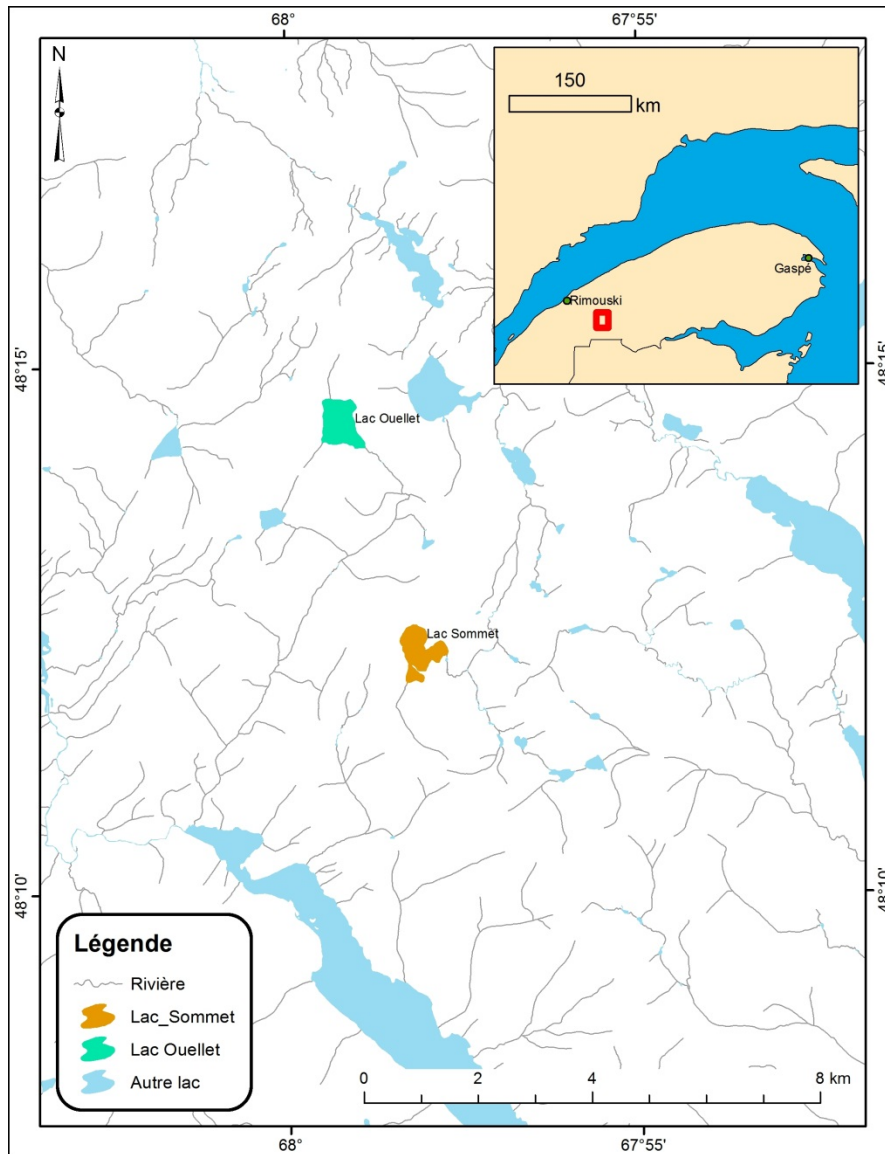 68°
67°55'
N
150
km
Gaspé
Rimouski
48°15'
48°15'
Lac Ouellet
Lac Sommet
48°10'
48°10'
Légende
Rivière
Lac_Sommet
Lac Ouellet
Autre lac
0 2 4 8 km
68°
67°55'